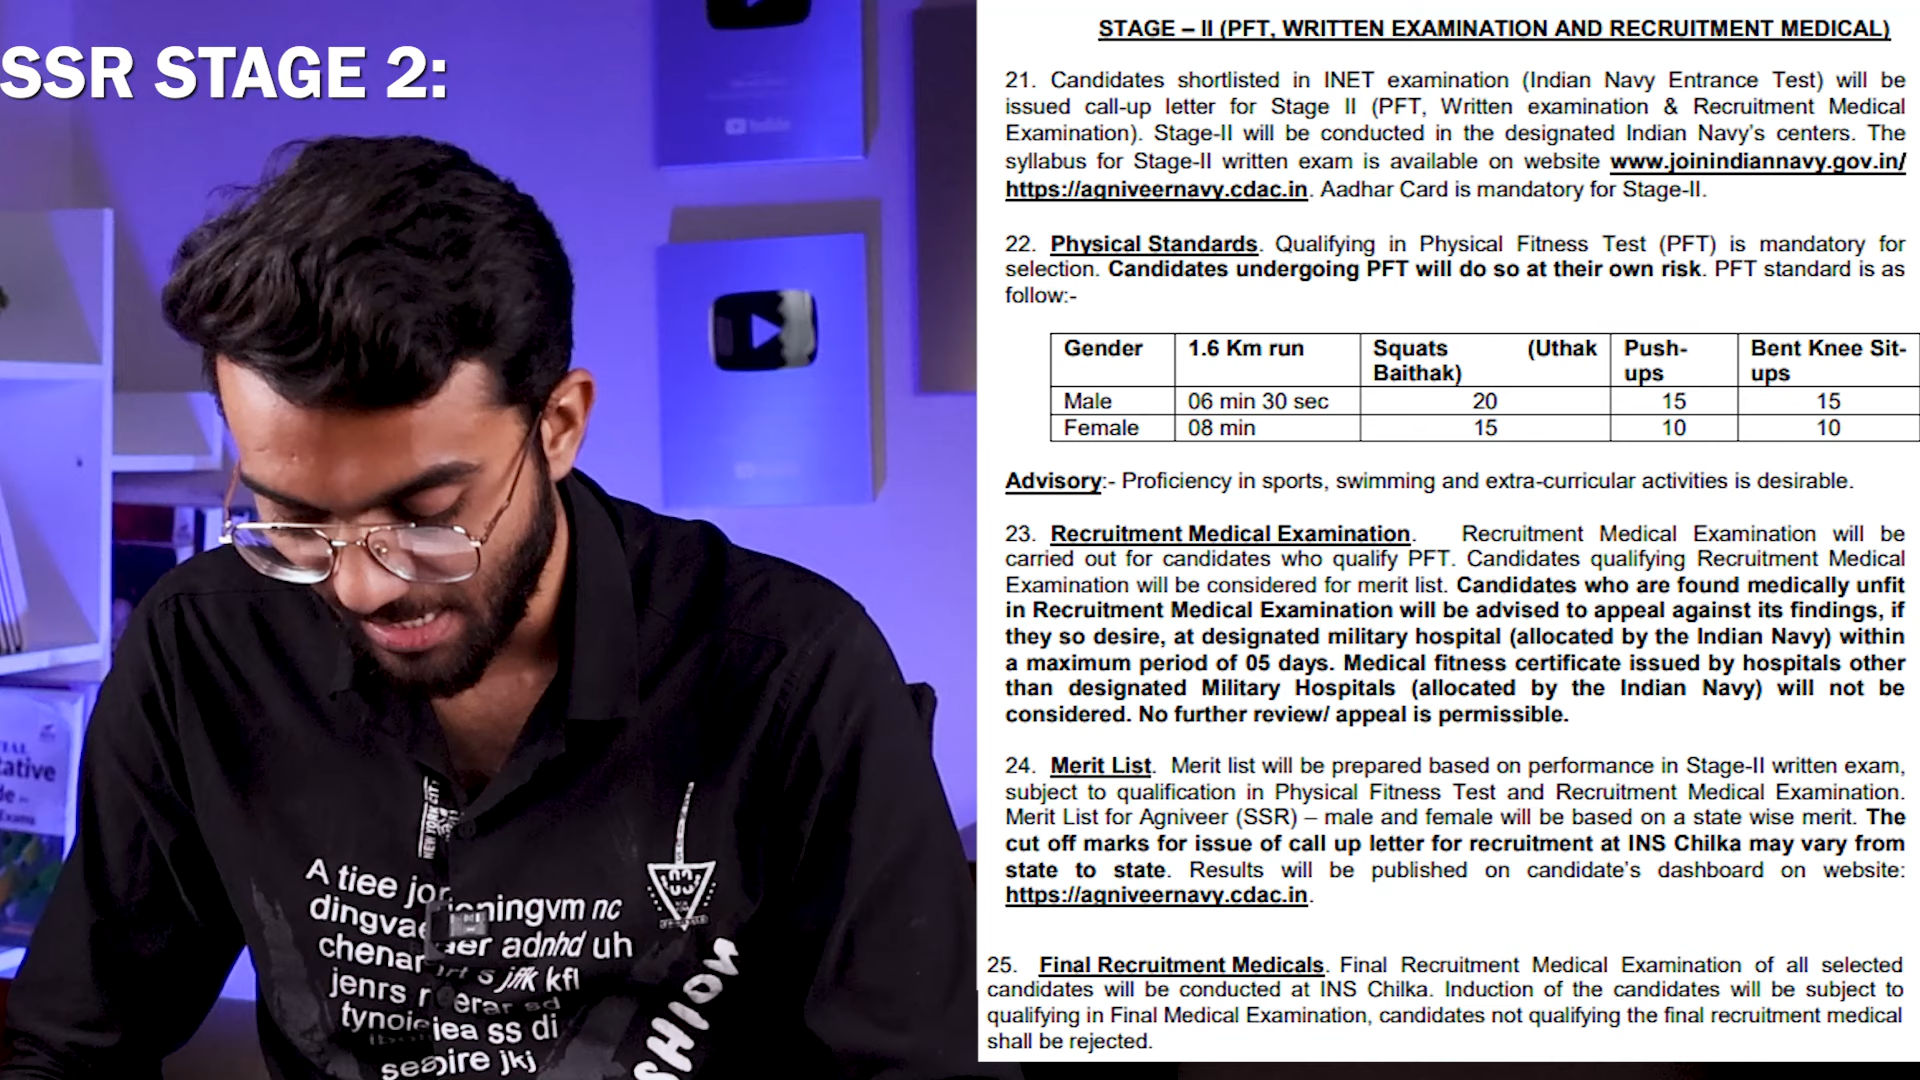 SSR STAGE 2:
STAGE – II (PFT, WRITTEN EXAMINATION AND RECRUITMENT MEDICAL)
21. Candidates shortlisted in INET examination (Indian Navy Entrance Test) will be
issued call-up letter for Stage II (PFT, Written examination & Recruitment Medical
Examination). Stage-II will be conducted in the designated Indian Navy's centers. The
syllabus for Stage-II written exam is available on website www.joinindiannavy.gov.in/
https://agniveernavy.cdac.in. Aadhar Card is mandatory for Stage-II.
22. Physical Standards. Qualifying in Physical Fitness Test (PFT) is mandatory for
selection. Candidates undergoing PFT will do so at their own risk. PFT standard is as
follow:-
Gender 1.6 Km run Squats (Uthak Push- Bent Knee Sit-
Baithak) ups ups
Male 06 min 30 sec 20 15 15
Female 08 min 15 10 10
Advisory:- Proficiency in sports, swimming and extra-curricular activities is desirable.
23. Recruitment Medical Examination. Recruitment Medical Examination will be
carried out for candidates who qualify PFT. Candidates qualifying Recruitment Medical
Examination will be considered for merit list. Candidates who are found medically unfit
in Recruitment Medical Examination will be advised to appeal against its findings, if
they so desire, at designated military hospital (allocated by the Indian Navy) within
a maximum period of 05 days. Medical fitness certificate issued by hospitals other
than designated Military Hospitals (allocated by the Indian Navy) will not be
considered. No further review/ appeal is permissible.
24. Merit List. Merit list will be prepared based on performance in Stage-II written exam,
subject to qualification in Physical Fitness Test and Recruitment Medical Examination.
Merit List for Agniveer (SSR) – male and female will be based on a state wise merit. The
cut off marks for issue of call up letter for recruitment at INS Chilka may vary from
state to state. Results will be published on candidate's dashboard on website:
https://agniveernavy.cdac.in.
25. Final Recruitment Medicals. Final Recruitment Medical Examination of all selected
candidates will be conducted at INS Chilka. Induction of the candidates will be subject to
qualifying in Final Medical Examination, candidates not qualifying the final recruitment medical
shall be rejected.
YouTube
NEW YORK CITY
A tiee
nc
adnhd uh
jffk kfl
ss di
jkj